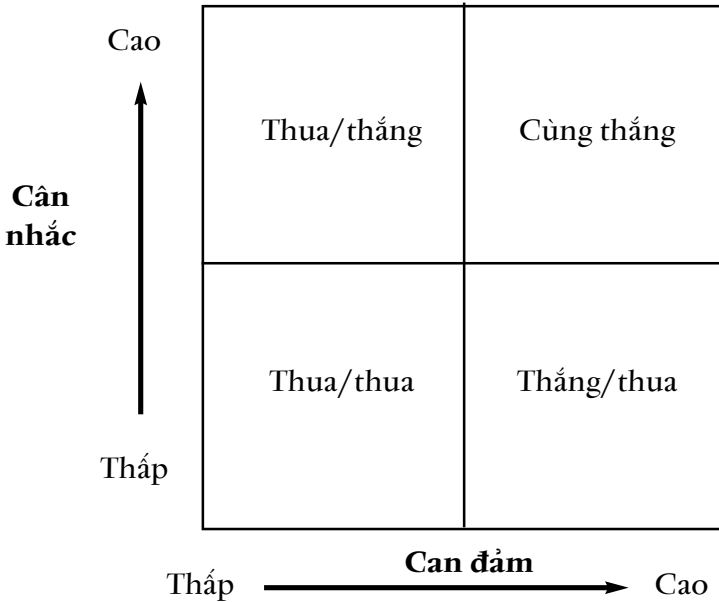 Cao
Thua/thắng
Cùng thắng
Cân
nhắc
Thua/thua
Thắng/thua
Thấp
Can đảm
Thấp
Cao